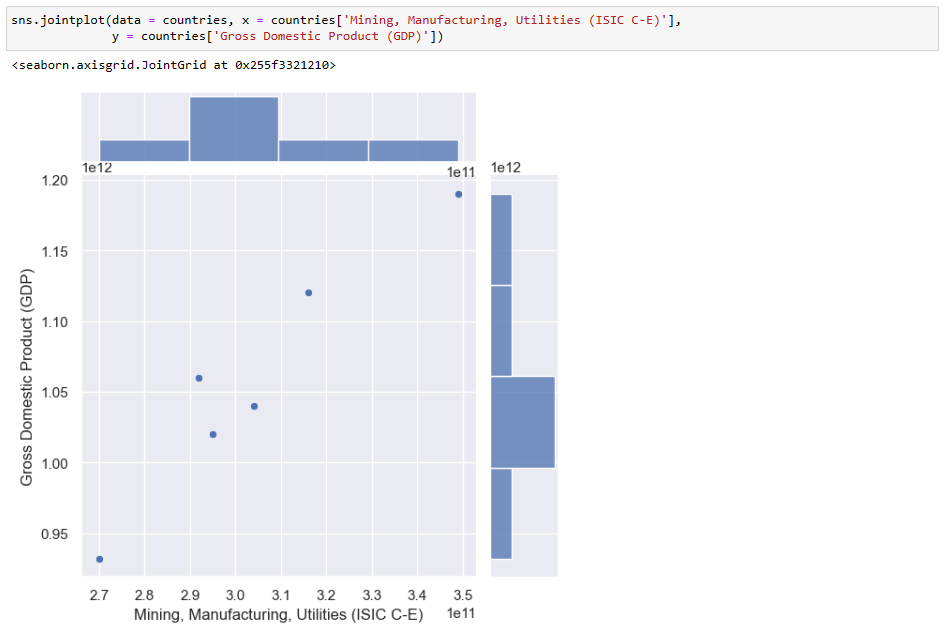 sns.jointplot(data = countries, x = countries['Mining, Manufacturing, Utilities (ISIC C-E)'],
y = countries['Gross Domestic Product (GDP)'])
<seaborn.axisgrid.JointGrid at 0x255f3321210>
1e12
1e11
1e12
1.20
1.15
1.10
1.05
1.00
0.95
Gross Domestic Product (GDP)
2.7 2.8 2.9 3.0 3.1 3.2 3.3 3.4 3.5
Mining, Manufacturing, Utilities (ISIC C-E)
1e11